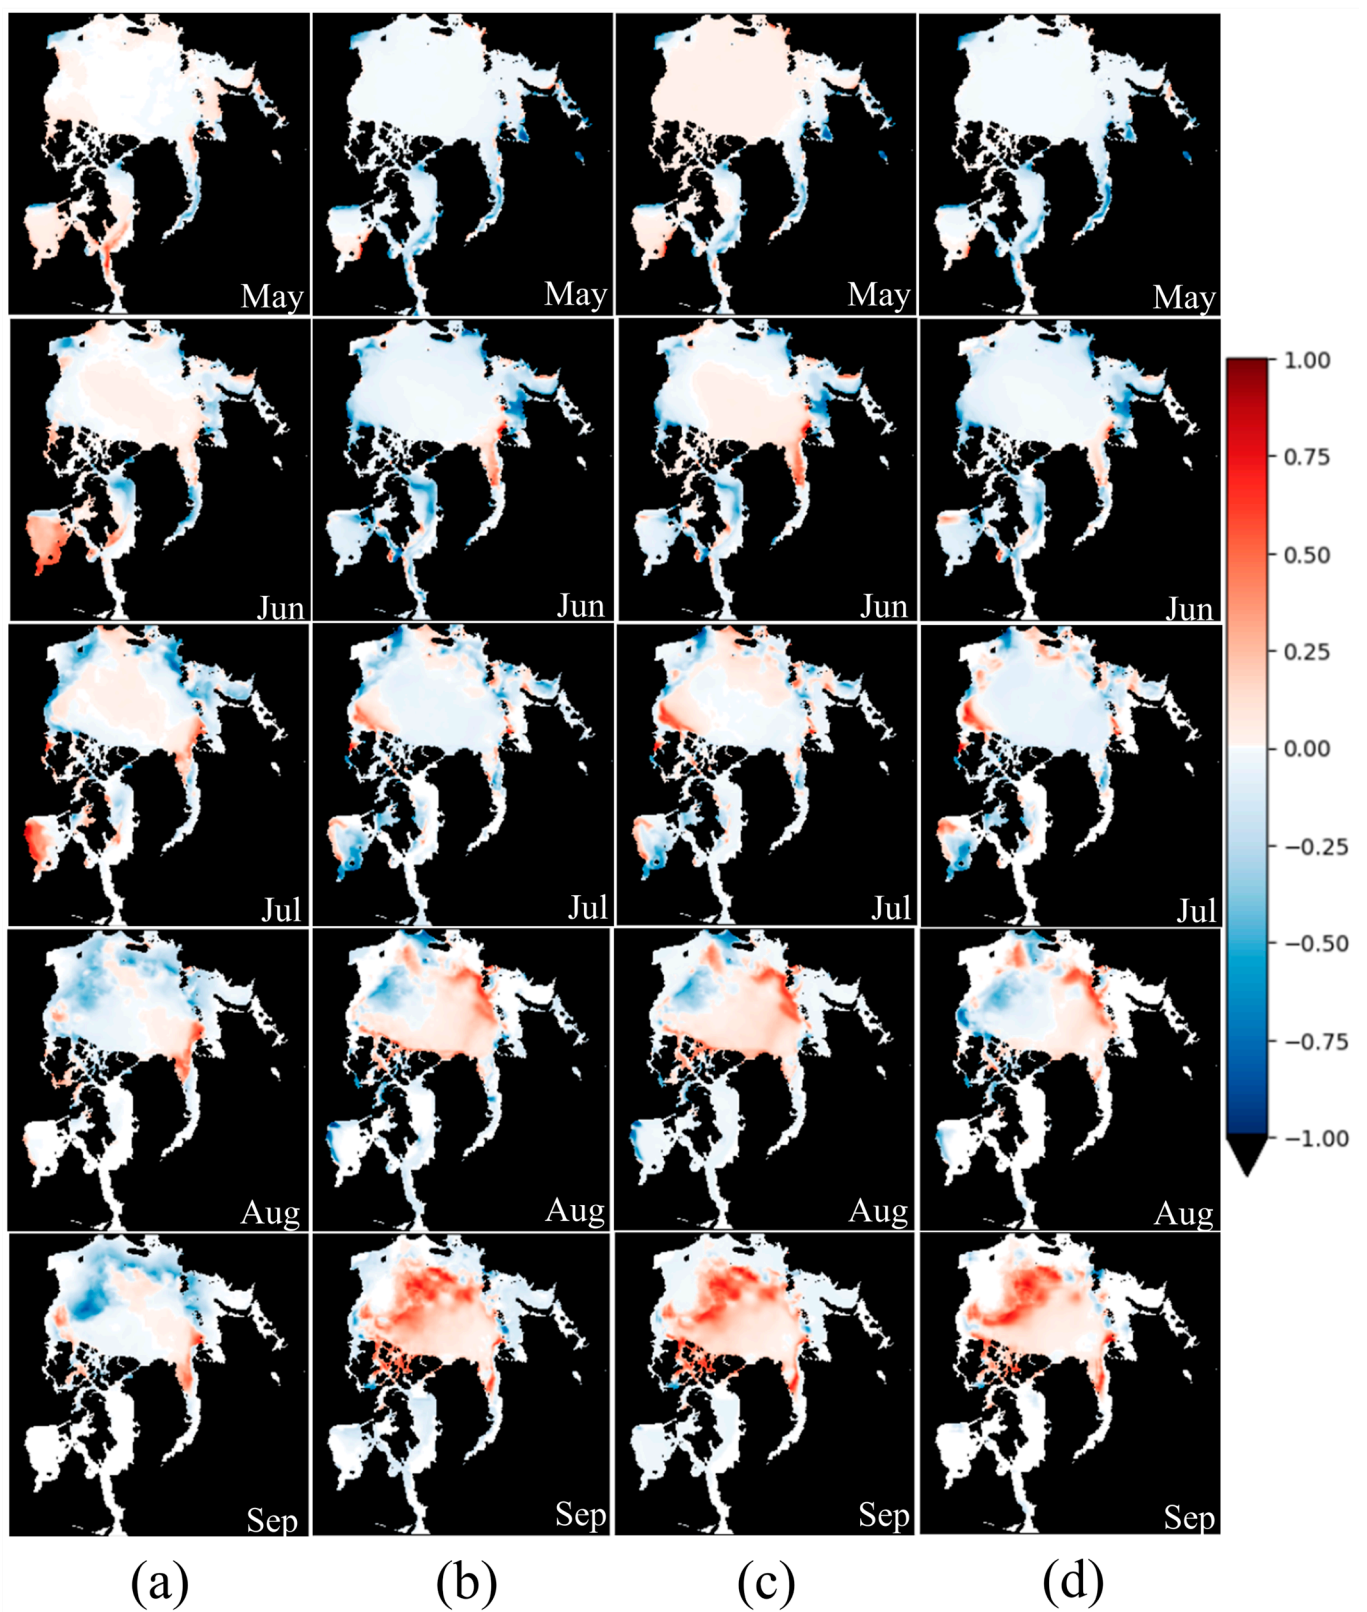 May May May May
Jun Jun Jun Jun
1.00
0.75
0.50
0.25
0.00
−0.25
−0.50
−0.75
−1.00
Jul Jul Jul Jul
Aug Aug Aug Aug
Sep Sep Sep Sep
(a) (b) (c) (d)